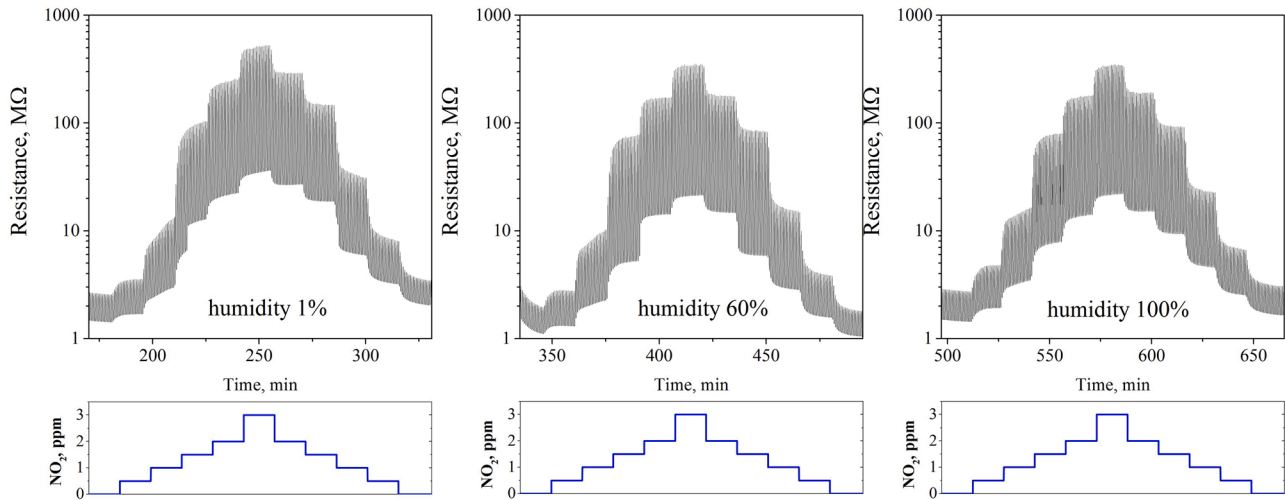 1000
100
10
1
Resistance, MΩ
humidity 1%
200
250
300
Time, min
3
2
1
0
NO2, ppm
1000
100
10
1
Resistance, MΩ
humidity 60%
350
400
450
Time, min
3
2
1
0
NO2, ppm
1000
100
10
1
Resistance, MΩ
humidity 100%
500
550
600
650
Time, min
3
2
1
0
NO2, ppm